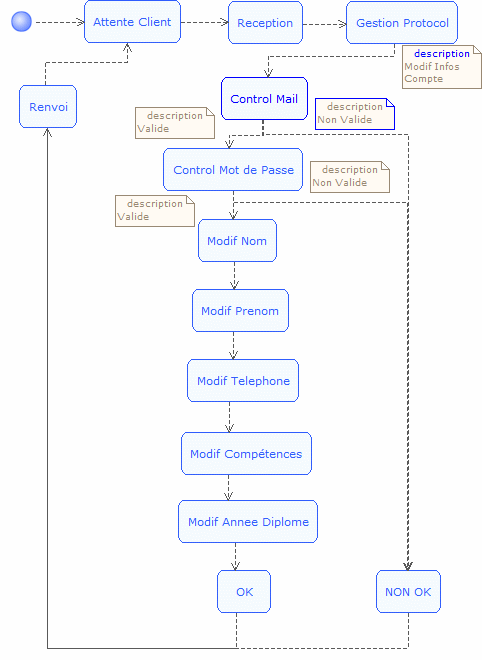 Attente Client
Reception
Gestion Protocol
description
Modif Infos
Compte
Renvoi
Control Mail
description
Valide
description
Non Valide
Control Mot de Passe
description
Non Valide
description
Valide
Modif Nom
Modif Prenom
Modif Telephone
Modif Compétences
Modif Annee Diplome
OK
NON OK